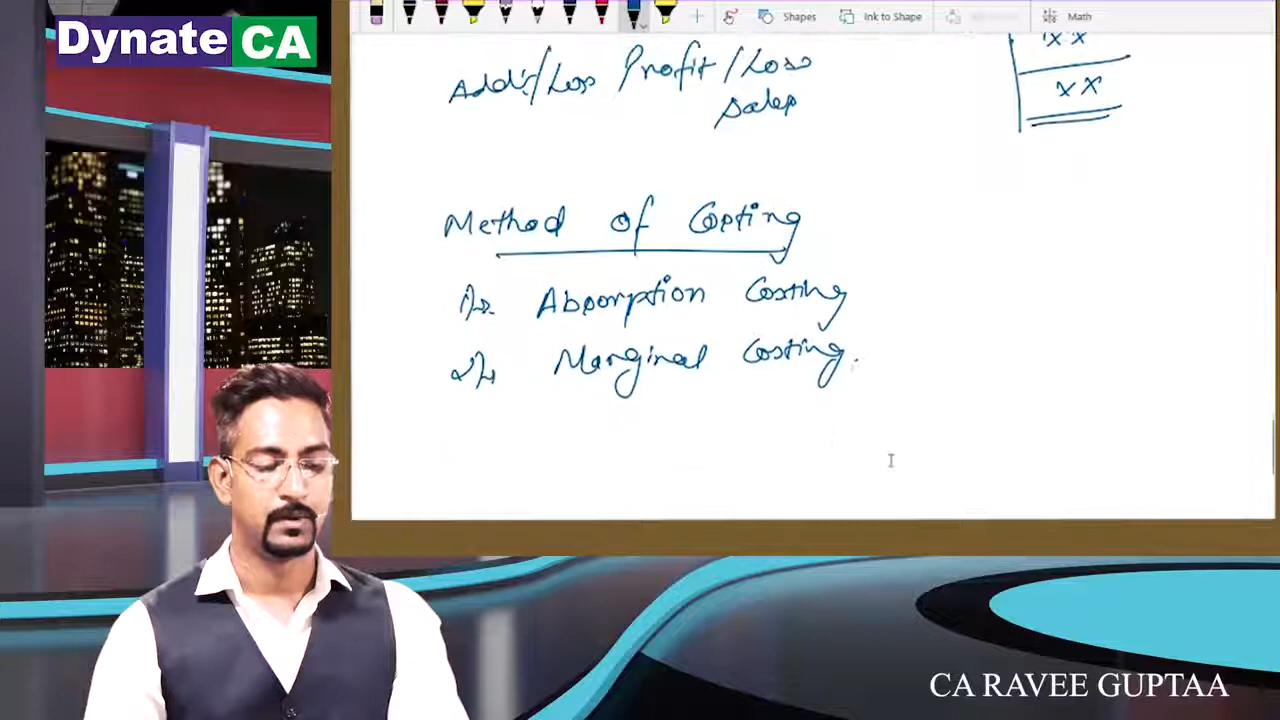 Dynate CA
Shapes
Ink to Shape
Math
xx
Add:/Less Profit/Loss
xx
Sales
Method of Costing
1). Absorption Costing
2). Marginal Costing.
CA RAVEE GUPTAA